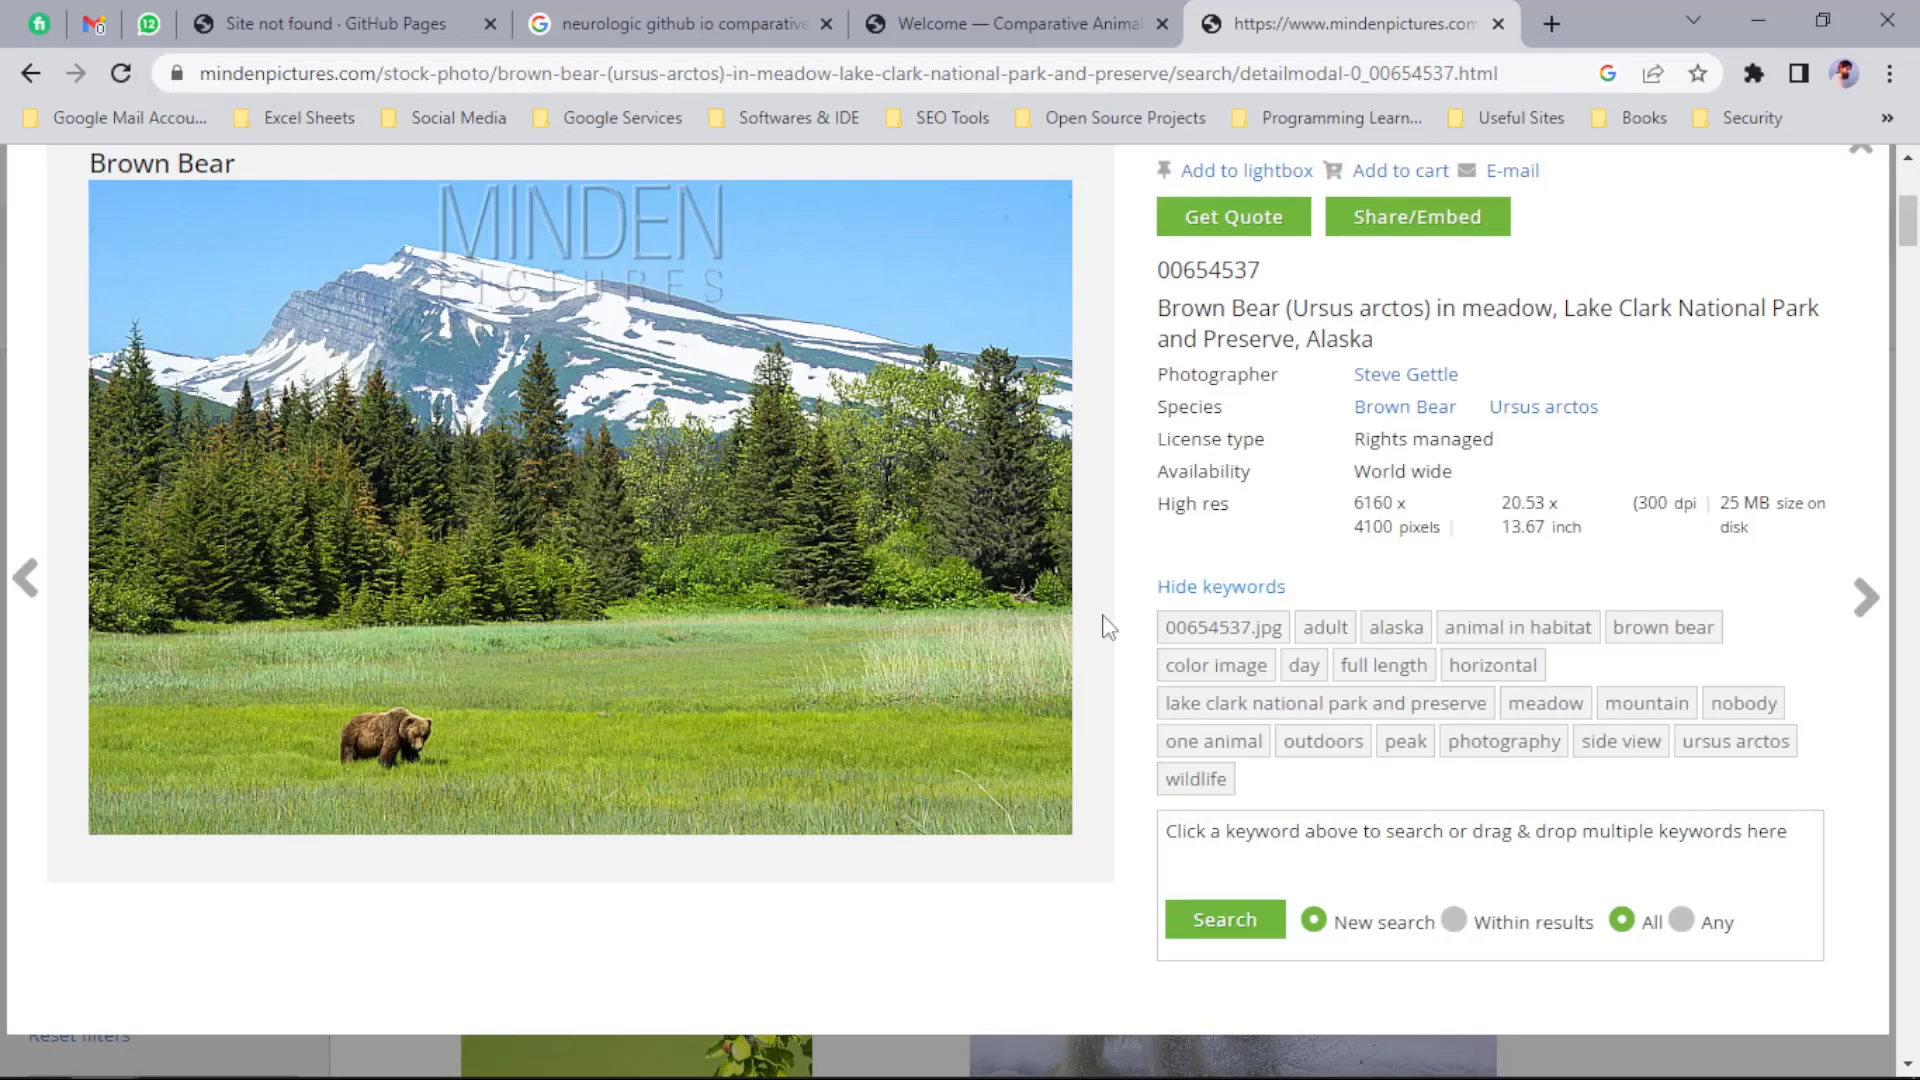 12
Site not found · GitHub Pages
neurologic github io comparative
Welcome — Comparative Animal
https://www.mindenpictures.com
mindenpictures.com/stock-photo/brown-bear-(ursus-arctos)-in-meadow-lake-clark-national-park-and-preserve/search/detailmodal-0_00654537.html
Google Mail Accou... Excel Sheets Social Media Google Services Softwares & IDE SEO Tools Open Source Projects Programming Learn... Useful Sites Books Security »
Brown Bear
MINDEN
PICTURES
Add to lightbox Add to cart E-mail
Get Quote Share/Embed
00654537
Brown Bear (Ursus arctos) in meadow, Lake Clark National Park
and Preserve, Alaska
Photographer Steve Gettle
Species Brown Bear Ursus arctos
License type Rights managed
Availability World wide
High res 6160 x 20.53 x (300 dpi | 25 MB size on
4100 pixels | 13.67 inch disk
Hide keywords
00654537.jpg adult alaska animal in habitat brown bear
color image day full length horizontal
lake clark national park and preserve meadow mountain nobody
one animal outdoors peak photography side view ursus arctos
wildlife
Click a keyword above to search or drag & drop multiple keywords here
Search New search Within results All Any
Reset filters